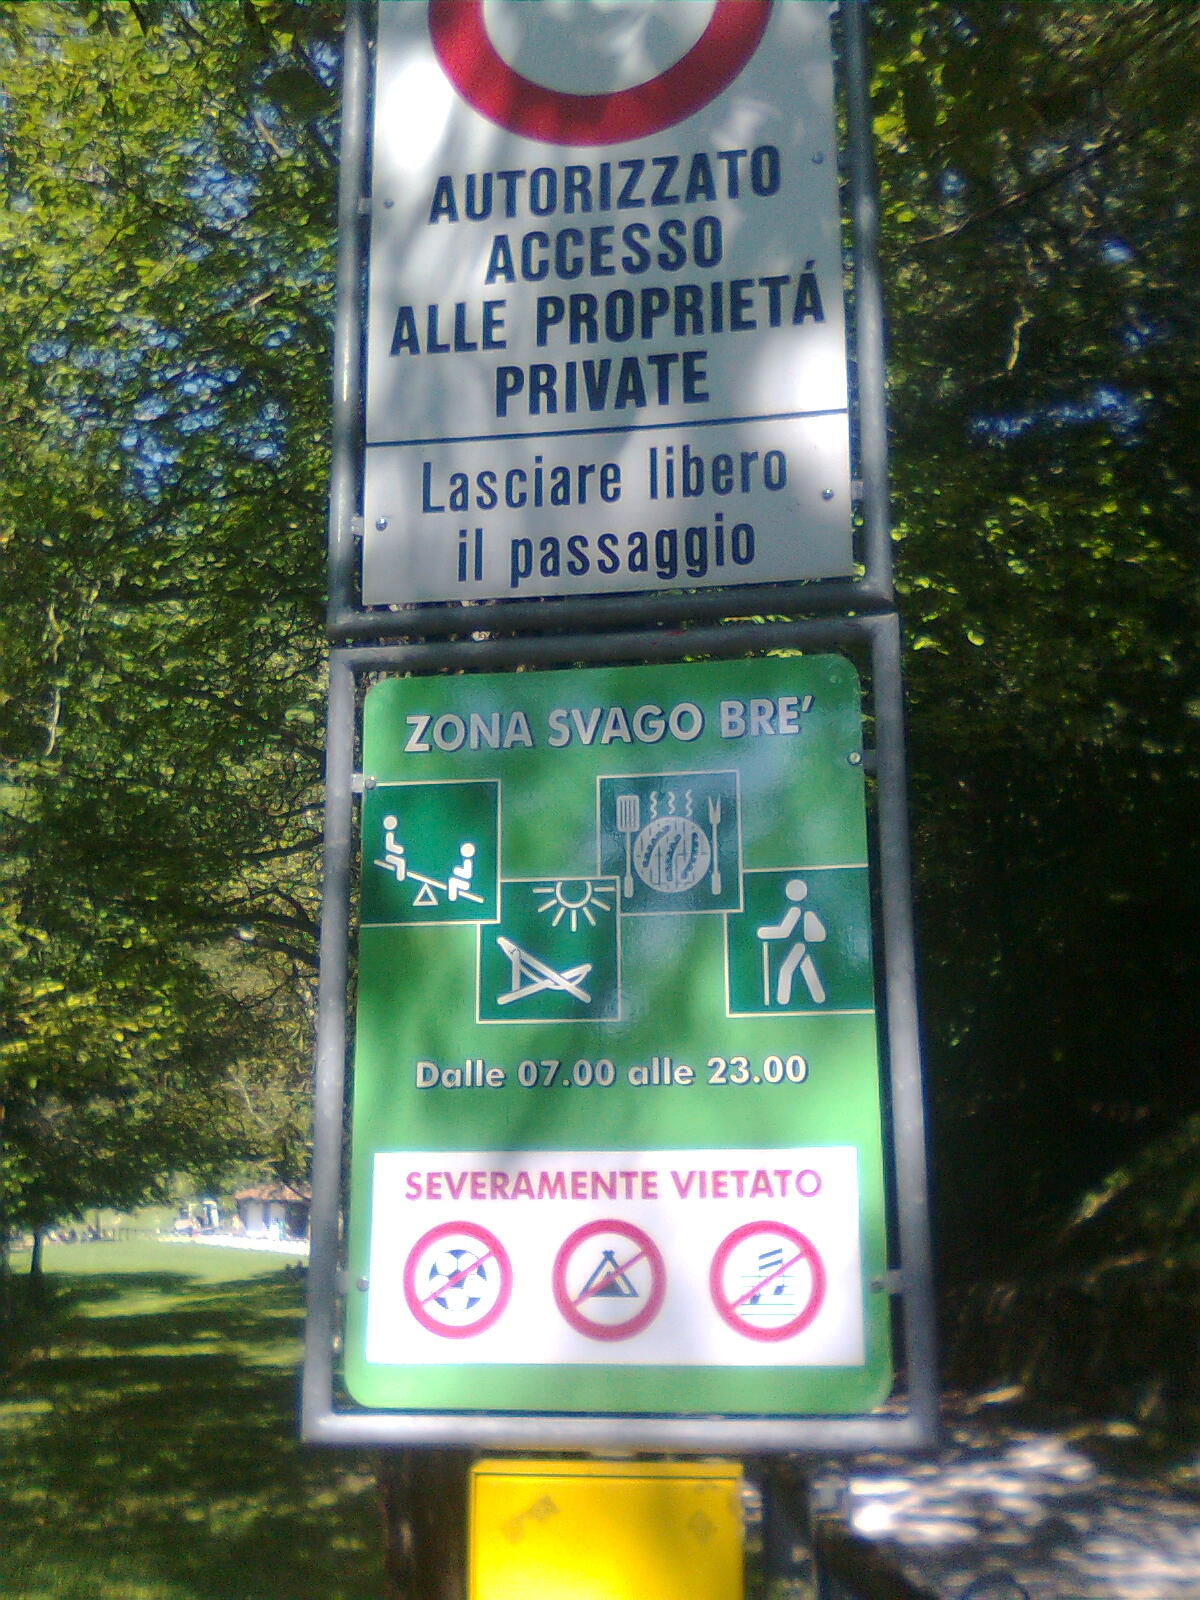 AUTORIZZATO
ACCESSO
ALLE PROPRIETÁ
PRIVATE
Lasciare libero
il passaggio
ZONA SVAGO BRE'
Dalle 07.00 alle 23.00
SEVERAMENTE VIETATO